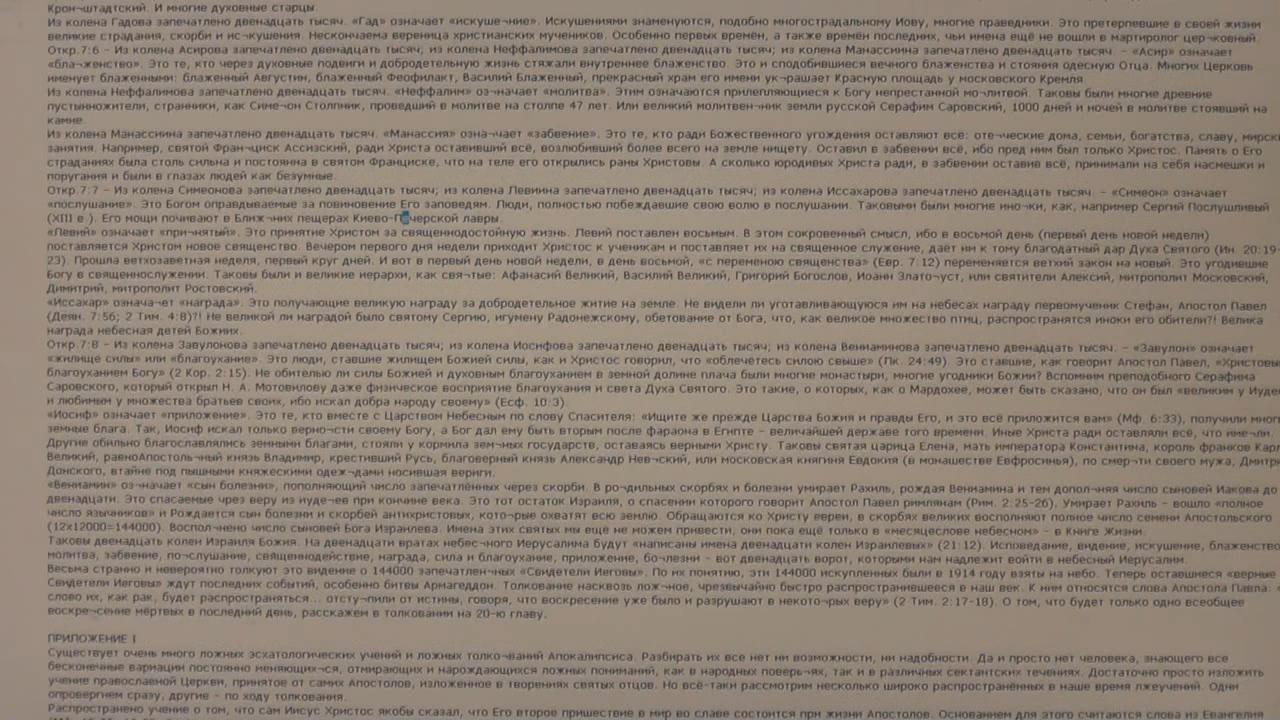 Крон¬штадтский. И многие духовные старцы.
Из колена Гадова запечатлено двенадцать тысяч. «Гад» означает «искуше¬ние». Искушениями знаменуются, подобно многострадальному Иову, многие праведники. Это претерпевшие в своей жизни
великие страдания, скорби и ис¬кушения. Нескончаема вереница христианских мучеников. Особенно первых времён, а также времён последних, чьи имена ещё не вошли в мартиролог цер¬ковный.
Откр.7:6 – Из колена Асирова запечатлено двенадцать тысяч; из колена Неффалимова запечатлено двенадцать тысяч; из колена Манассиина запечатлено двенадцать тысяч. – «Асир» означает
«бла¬женство». Это те, кто через духовные подвиги и добродетельную жизнь стяжали внутреннее блаженство. Это и сподобившиеся вечного блаженства и стояния одесную Отца. Многих Церковь
именует блаженными: блаженный Августин, блаженный Феофилакт, Василий Блаженный, прекрасный храм его имени ук¬рашает Красную площадь у московского Кремля.
Из колена Неффалимова запечатлено двенадцать тысяч. «Неффалим» оз¬начает «молитва». Этим означаются прилепляющиеся к Богу непрестанной мо¬литвой. Таковы были многие древние
пустынножители, странники, как Симе¬он Столпник, проведший в молитве на столпе 47 лет. Или великий молитвен¬ник земли русской Серафим Саровский, 1000 дней и ночей в молитве стоявший на
камне.
Из колена Манассиина запечатлено двенадцать тысяч. «Манассия» озна¬чает «забвение». Это те, кто ради Божественного угождения оставляют всё: оте¬ческие дома, семьи, богатства, славу, мирски
занятия. Например, святой Фран¬циск Ассизский, ради Христа оставивший всё, возлюбивший более всего на земле нищету. Оставил в забвении всё, ибо пред ним был только Христос. Память о Его
страданиях была столь сильна и постоянна в святом Франциске, что на теле его открылись раны Христовы. А сколько юродивых Христа ради, в забвении оставив всё, принимали на себя насмешки и
поругания и были в глазах людей как безумные.
Откр.7:7 – Из колена Симеонова запечатлено двенадцать тысяч; из колена Левиина запечатлено двенадцать тысяч; из колена Иссахарова запечатлено двенадцать тысяч. – «Симеон» означает
«послушание». Это Богом оправдываемые за повиновение Его заповедям. Люди, полностью побеждавшие свою волю в послушании. Таковыми были многие ино¬ки, как, например Сергий Послушливый
(XIII в.). Его мощи почивают в Ближ¬них пещерах Киево-Печерской лавры.
«Левий» означает «при¬нятый». Это принятие Христом за священнодостойную жизнь. Левий поставлен восьмым. В этом сокровенный смысл, ибо в восьмой день (первый день новой недели)
поставляется Христом новое священство. Вечером первого дня недели приходит Христос к ученикам и поставляет их на священное служение, даёт им к тому благодатный дар Духа Святого (Ин. 20:19-
23). Прошла ветхозаветная неделя, первый круг дней. И вот в первый день новой недели, в день восьмой, «с переменою священства» (Евр. 7:12) переменяется ветхий закон на новый. Это угодившие
Богу в священнослужении. Таковы были и великие иерархи, как свя¬тые: Афанасий Великий, Василий Великий, Григорий Богослов, Иоанн Злато¬уст, или святители Алексий, митрополит Московский,
Димитрий, митрополит Ростовский.
«Иссахар» означа¬ет «награда». Это получающие великую награду за добродетельное житие на земле. Не видели ли уготавливающуюся им на небесах награду первомученик Стефан, Апостол Павел
(Деян. 7:56; 2 Тим. 4:8)?! Не великой ли наградой было святому Сергию, игумену Радонежскому, обетование от Бога, что, как великое множество птиц, распространятся иноки его обители?! Велика
награда небесная детей Божиих.
Откр.7:8 – Из колена Завулонова запечатлено двенадцать тысяч; из колена Иосифова запечатлено двенадцать тысяч; из колена Вениаминова запечатлено двенадцать тысяч. – «Завулон» означает
«жилище силы» или «благоухание». Это люди, ставшие жилищем Божией силы, как и Христос говорил, что «облечётесь силою свыше» (Лк. 24:49). Это ставшие, как говорит Апостол Павел, «Христовы
благоуханием Богу» (2 Кор. 2:15). Не обителью ли силы Божией и духовным благоуханием в земной долине плача были многие монастыри, многие угодники Божии? Вспомним преподобного Серафима
Саровского, который открыл Н. А. Мотовилову даже физическое восприятие благоухания и света Духа Святого. Это такие, о которых, как о Мардохее, может быть сказано, что он был «великим у Иудее
и любимым у множества братьев своих, ибо искал добра народу своему» (Есф. 10:3).
«Иосиф» означает «приложение». Это те, кто вместе с Царством Небесным по слову Спасителя: «Ищите же прежде Царства Божия и правды Его, и это всё приложится вам» (Мф. 6:33), получили мног
земные блага. Так, Иосиф искал только верно¬сти своему Богу, а Бог дал ему быть вторым после фараона в Египте – величайшей державе того времени. Иные Христа ради оставляли всё, что име¬ли.
Другие обильно благославлялись земными благами, стояли у кормила зем¬ных государств, оставаясь верными Христу. Таковы святая царица Елена, мать императора Константина, король франков Карл
Великий, равноАпостоль¬ный князь Владимир, крестивший Русь, благоверный князь Александр Нев¬ский, или московская княгиня Евдокия (в монашестве Евфросинья), по смер¬ти своего мужа, Дмитри
Донского, втайне под пышными княжескими одеж¬дами носившая вериги.
«Вениамин» оз¬начает «сын болезни», пополняющий число запечатлённых через скорби. В ро¬дильных скорбях и болезни умирает Рахиль, рождая Вениамина и тем допол¬няя число сыновей Иакова до
двенадцати. Это спасаемые чрез веру из иуде¬ев при кончине века. Это тот остаток Израиля, о спасении которого говорит Апостол Павел римлянам (Рим. 2:25-26). Умирает Рахиль – вошло «полное
число язычников» и Рождается сын болезни и скорбей антихристовых, кото¬рые охватят всю землю. Обращаются ко Христу евреи, в скорбях великих восполняют полное число семени Апостольского
(12x12000=144000). Воспол¬нено число сыновей Бога Израилева. Имена этих святых мы ещё не можем привести, они пока ещё только в «месяцеслове небесном» – в Книге Жизни.
Таковы двенадцать колен Израиля Божия. На двенадцати вратах небес¬ного Иерусалима будут «написаны имена двенадцати колен Израилевых» (21:12). Исповедание, видение, искушение, блаженство
молитва, забвение, по¬слушание, священнодействие, награда, сила и благоухание, приложение, бо¬лезни – вот двенадцать ворот, которыми нам надлежит войти в небесный Иерусалим.
Весьма странно и невероятно толкуют это видение о 144000 запечатлен¬ных «Свидетели Иеговы». По их понятию, эти 144000 искупленных были в 1914 году взяты на небо. Теперь оставшиеся «верные
Свидетели Иеговы» ждут последних событий, особенно битвы Армагеддон. Толкование насквозь лож¬ное, чрезвычайно быстро распространившееся в наш век. К ним относятся слова Апостола Павла: «
слово их, как рак, будет распространяться... отсту¬пили от истины, говоря, что воскресение уже было и разрушают в некото¬рых веру» (2 Тим. 2:17-18). О том, что будет только одно всеобщее
воскре¬сение мёртвых в последний день, расскажем в толковании на 20-ю главу.
ПРИЛОЖЕНИЕ I
Существует очень много ложных эсхатологических учений и ложных толко¬ваний Апокалипсиса. Разбирать их все нет ни возможности, ни надобности. Да и просто нет человека, знающего все
бесконечные вариации постоянно меняющих¬ся, отмирающих и нарождающихся ложных пониманий, как в народных поверь¬ях, так и в различных сектантских течениях. Достаточно просто изложить
учение православной Церкви, принятое от самих Апостолов, изложенное в творениях святых отцов. Но всё-таки рассмотрим несколько широко распространённых в наше время лжеучений. Одни
опровергнем сразу, другие – по ходу толкования.
Распространено учение о том, что сам Иисус Христос якобы сказал, что Его второе пришествие в мир во славе состоится при жизни Апостолов. Основанием для этого считаются слова из Евангелия